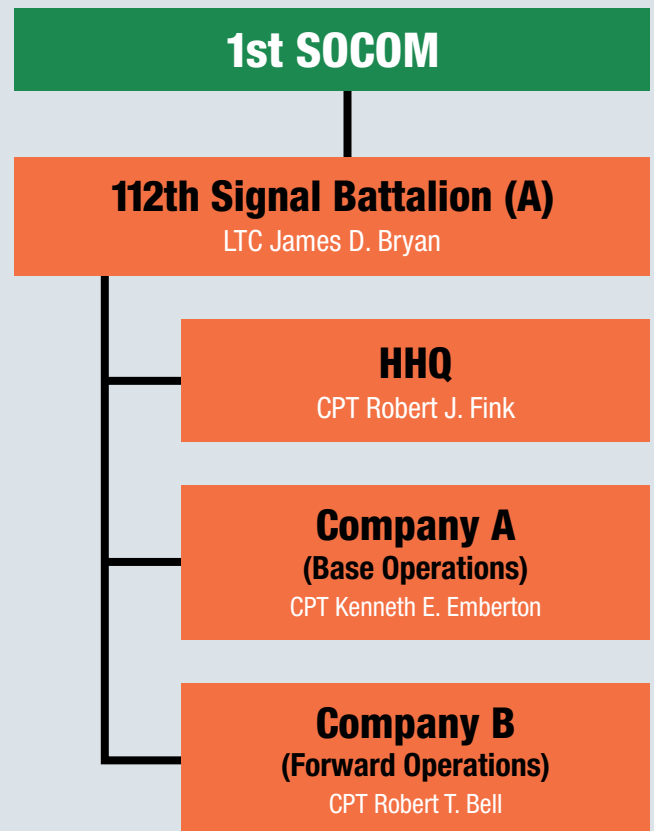 1st SOCOM
112th Signal Battalion (A)
LTC James D. Bryan
HHQ
CPT Robert J. Fink
Company A
(Base Operations)
CPT Kenneth E. Emberton
Company B
(Forward Operations)
CPT Robert T. Bell